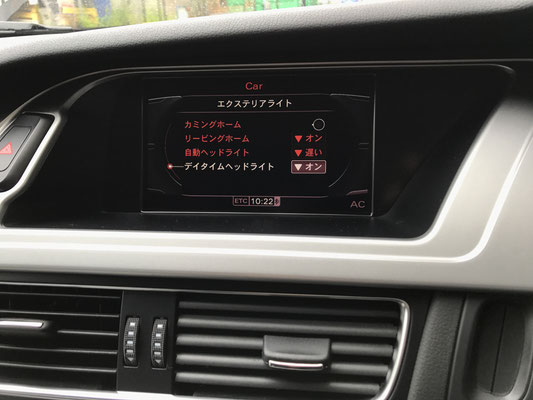 Car
エクステリアライト
カミングホーム
リービングホーム ▼オン
自動ヘッドライト ▼遅い
デイタイムヘッドライト ▼オン
ETC 10:22
AC